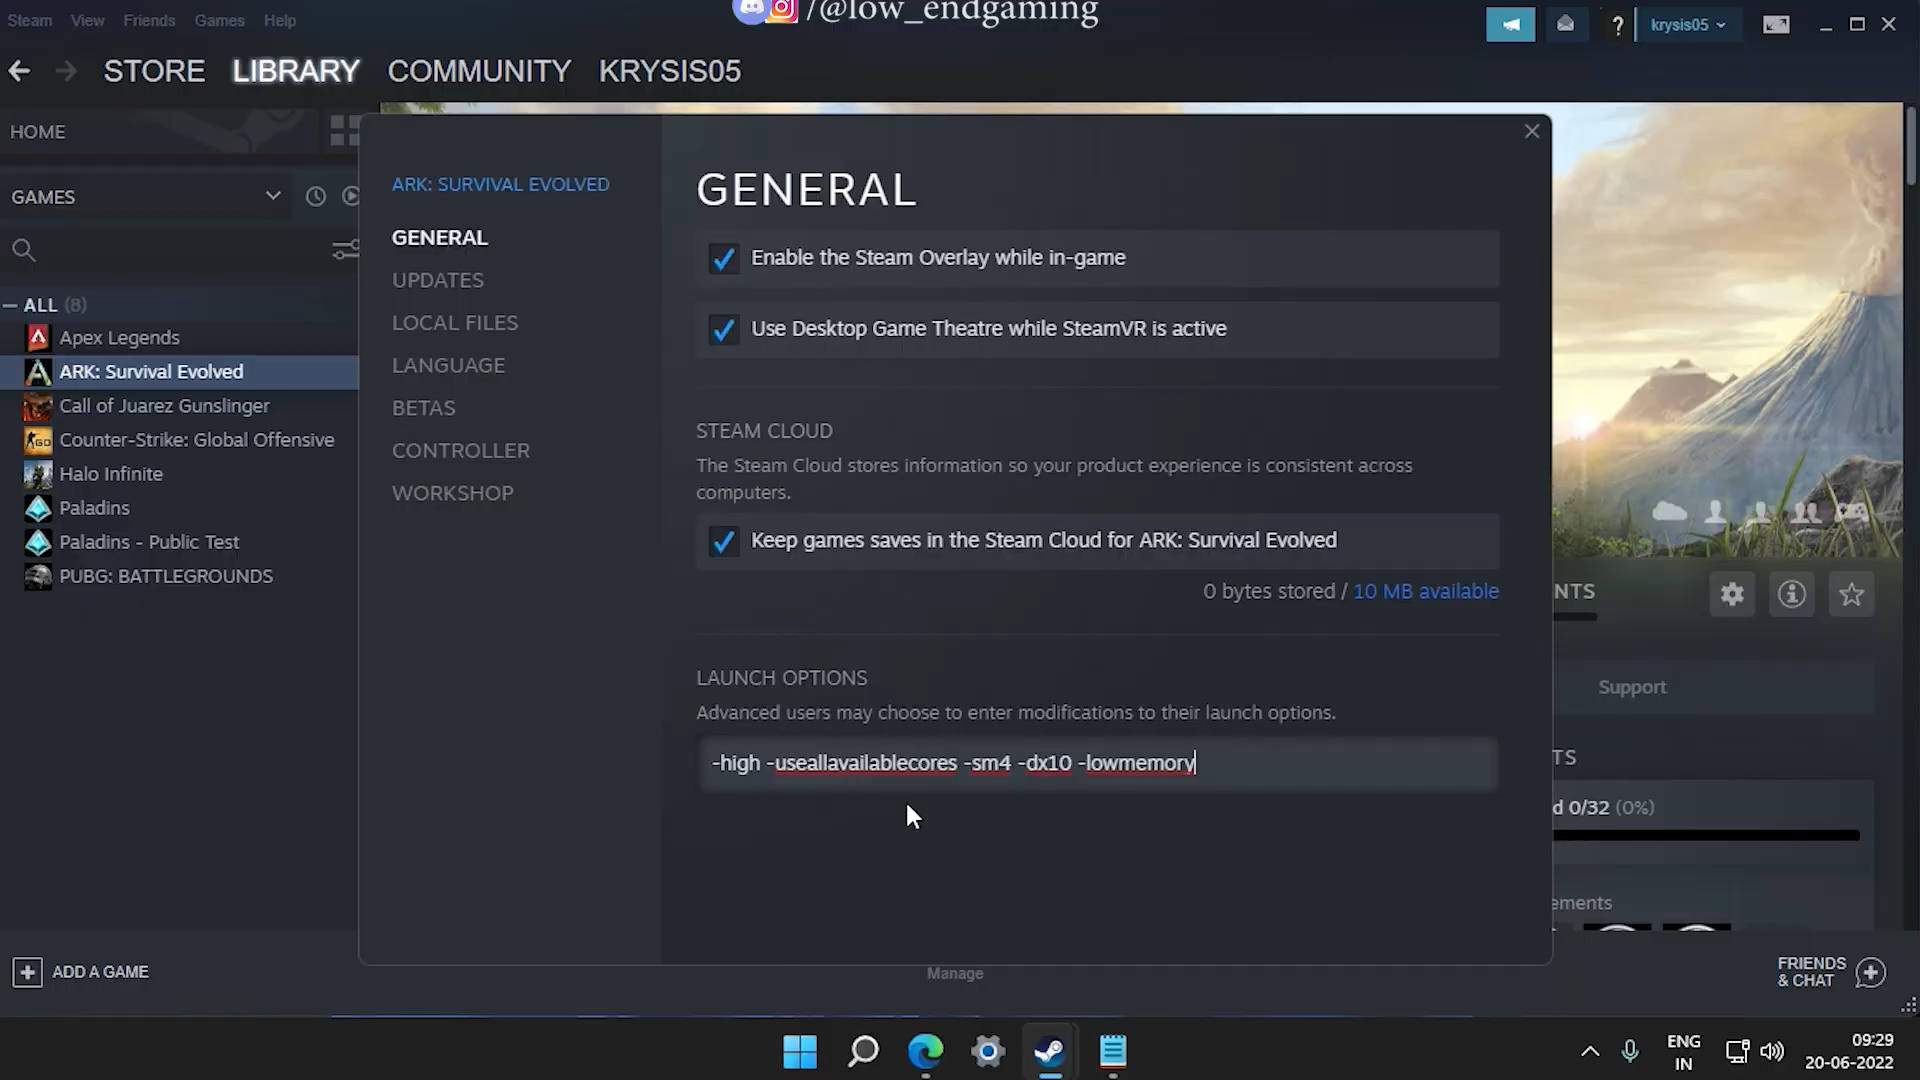 /@low_endgaming
Steam View Friends Games Help
krysis05
STORE LIBRARY COMMUNITY KRYSIS05
HOME
GAMES
ALL (8)
Apex Legends
ARK: Survival Evolved
Call of Juarez Gunslinger
Counter-Strike: Global Offensive
Halo Infinite
Paladins
Paladins - Public Test
PUBG: BATTLEGROUNDS
ARK: SURVIVAL EVOLVED
GENERAL
UPDATES
LOCAL FILES
LANGUAGE
BETAS
CONTROLLER
WORKSHOP
GENERAL
Enable the Steam Overlay while in-game
Use Desktop Game Theatre while SteamVR is active
STEAM CLOUD
The Steam Cloud stores information so your product experience is consistent across
computers.
Keep games saves in the Steam Cloud for ARK: Survival Evolved
0 bytes stored / 10 MB available
LAUNCH OPTIONS
Advanced users may choose to enter modifications to their launch options.
-high -useallavailablecores -sm4 -dx10 -lowmemory
NTS
Support
TS
d 0/32 (0%)
ements
ADD A GAME
Manage
FRIENDS
& CHAT
ENG
IN
09:29
20-06-2022